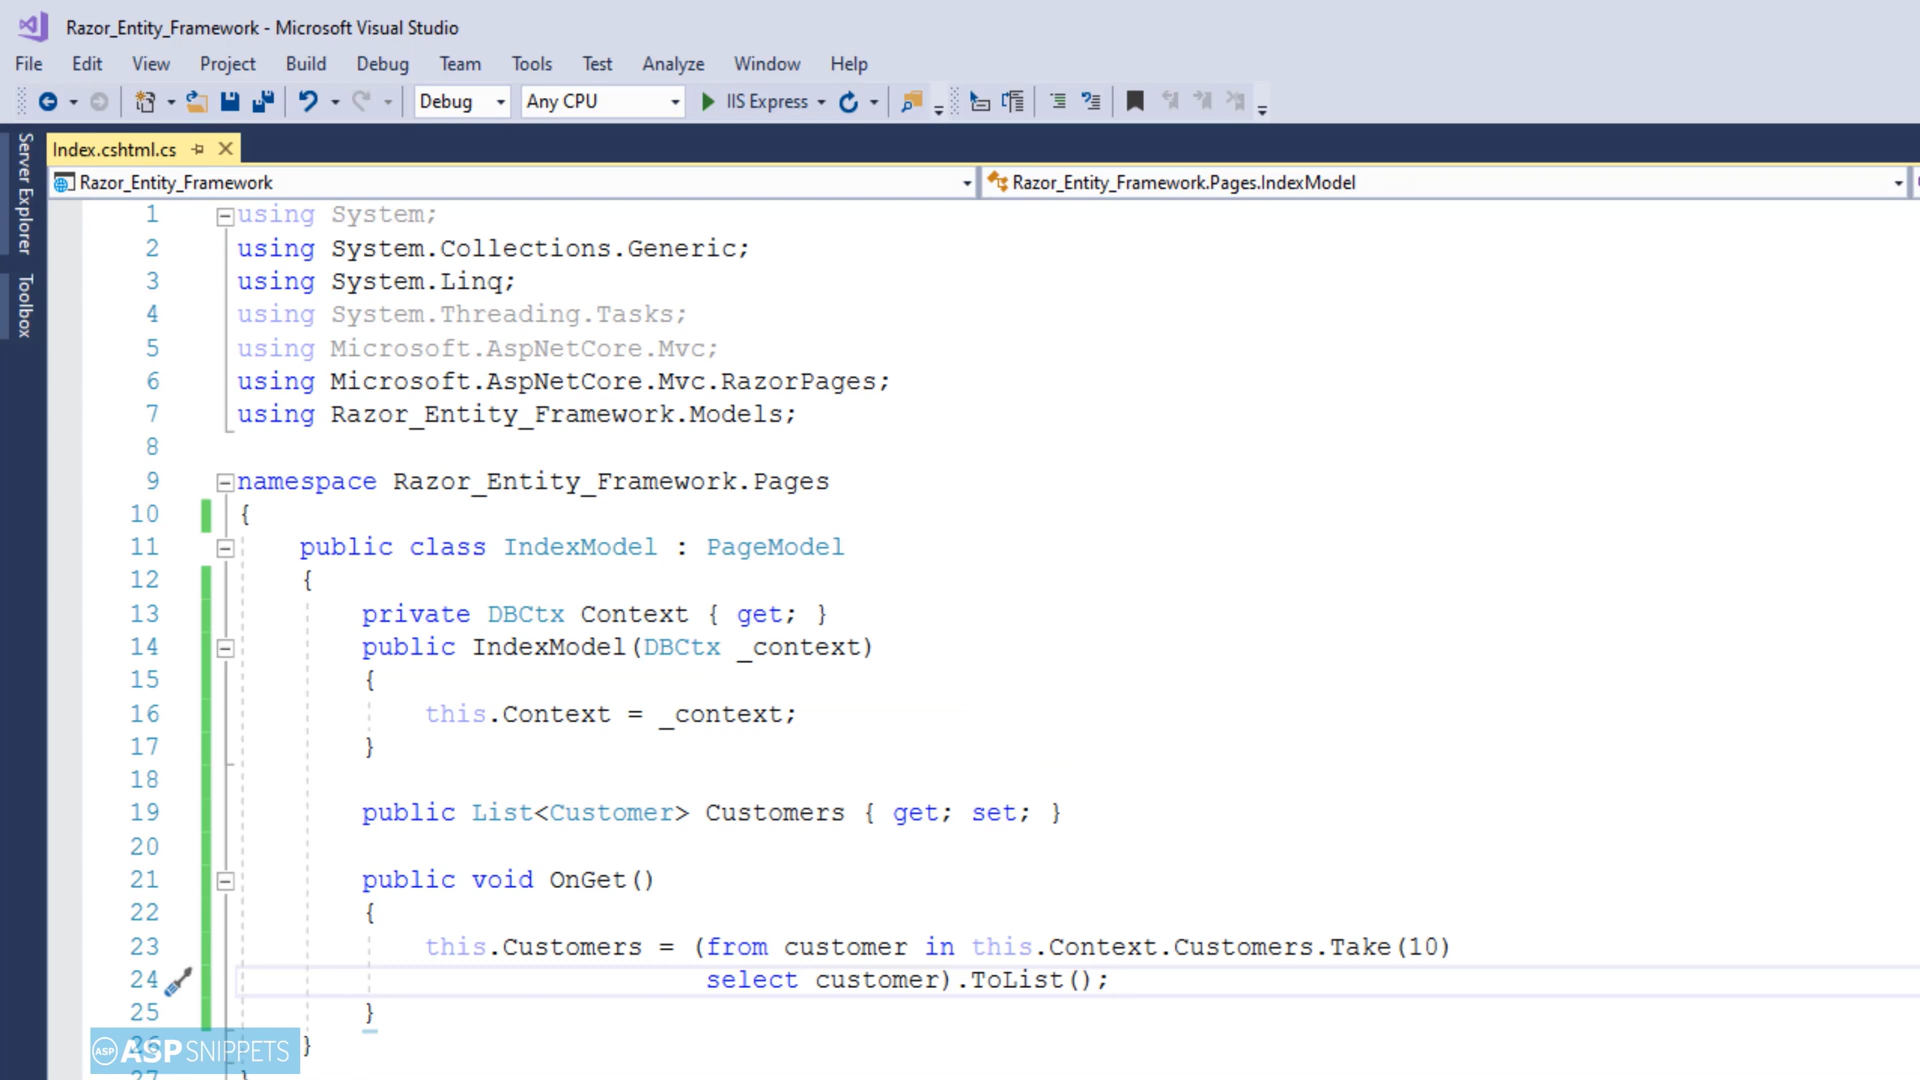 Razor_Entity_Framework - Microsoft Visual Studio
File Edit View Project Build Debug Team Tools Test Analyze Window Help
Debug Any CPU IIS Express
Server Explorer
Toolbox
Index.cshtml.cs
Razor_Entity_Framework Razor_Entity_Framework.Pages.IndexModel
1 using System;
2 using System.Collections.Generic;
3 using System.Linq;
4 using System.Threading.Tasks;
5 using Microsoft.AspNetCore.Mvc;
6 using Microsoft.AspNetCore.Mvc.RazorPages;
7 using Razor_Entity_Framework.Models;
8
9 namespace Razor_Entity_Framework.Pages
10 {
11 public class IndexModel : PageModel
12 {
13 private DBCtx Context { get; }
14 public IndexModel(DBCtx _context)
15 {
16 this.Context = _context;
17 }
18
19 public List<Customer> Customers { get; set; }
20
21 public void OnGet()
22 {
23 this.Customers = (from customer in this.Context.Customers.Take(10)
24 select customer).ToList();
25 }
26 }
27 }
ASP ASPSNIPPETS